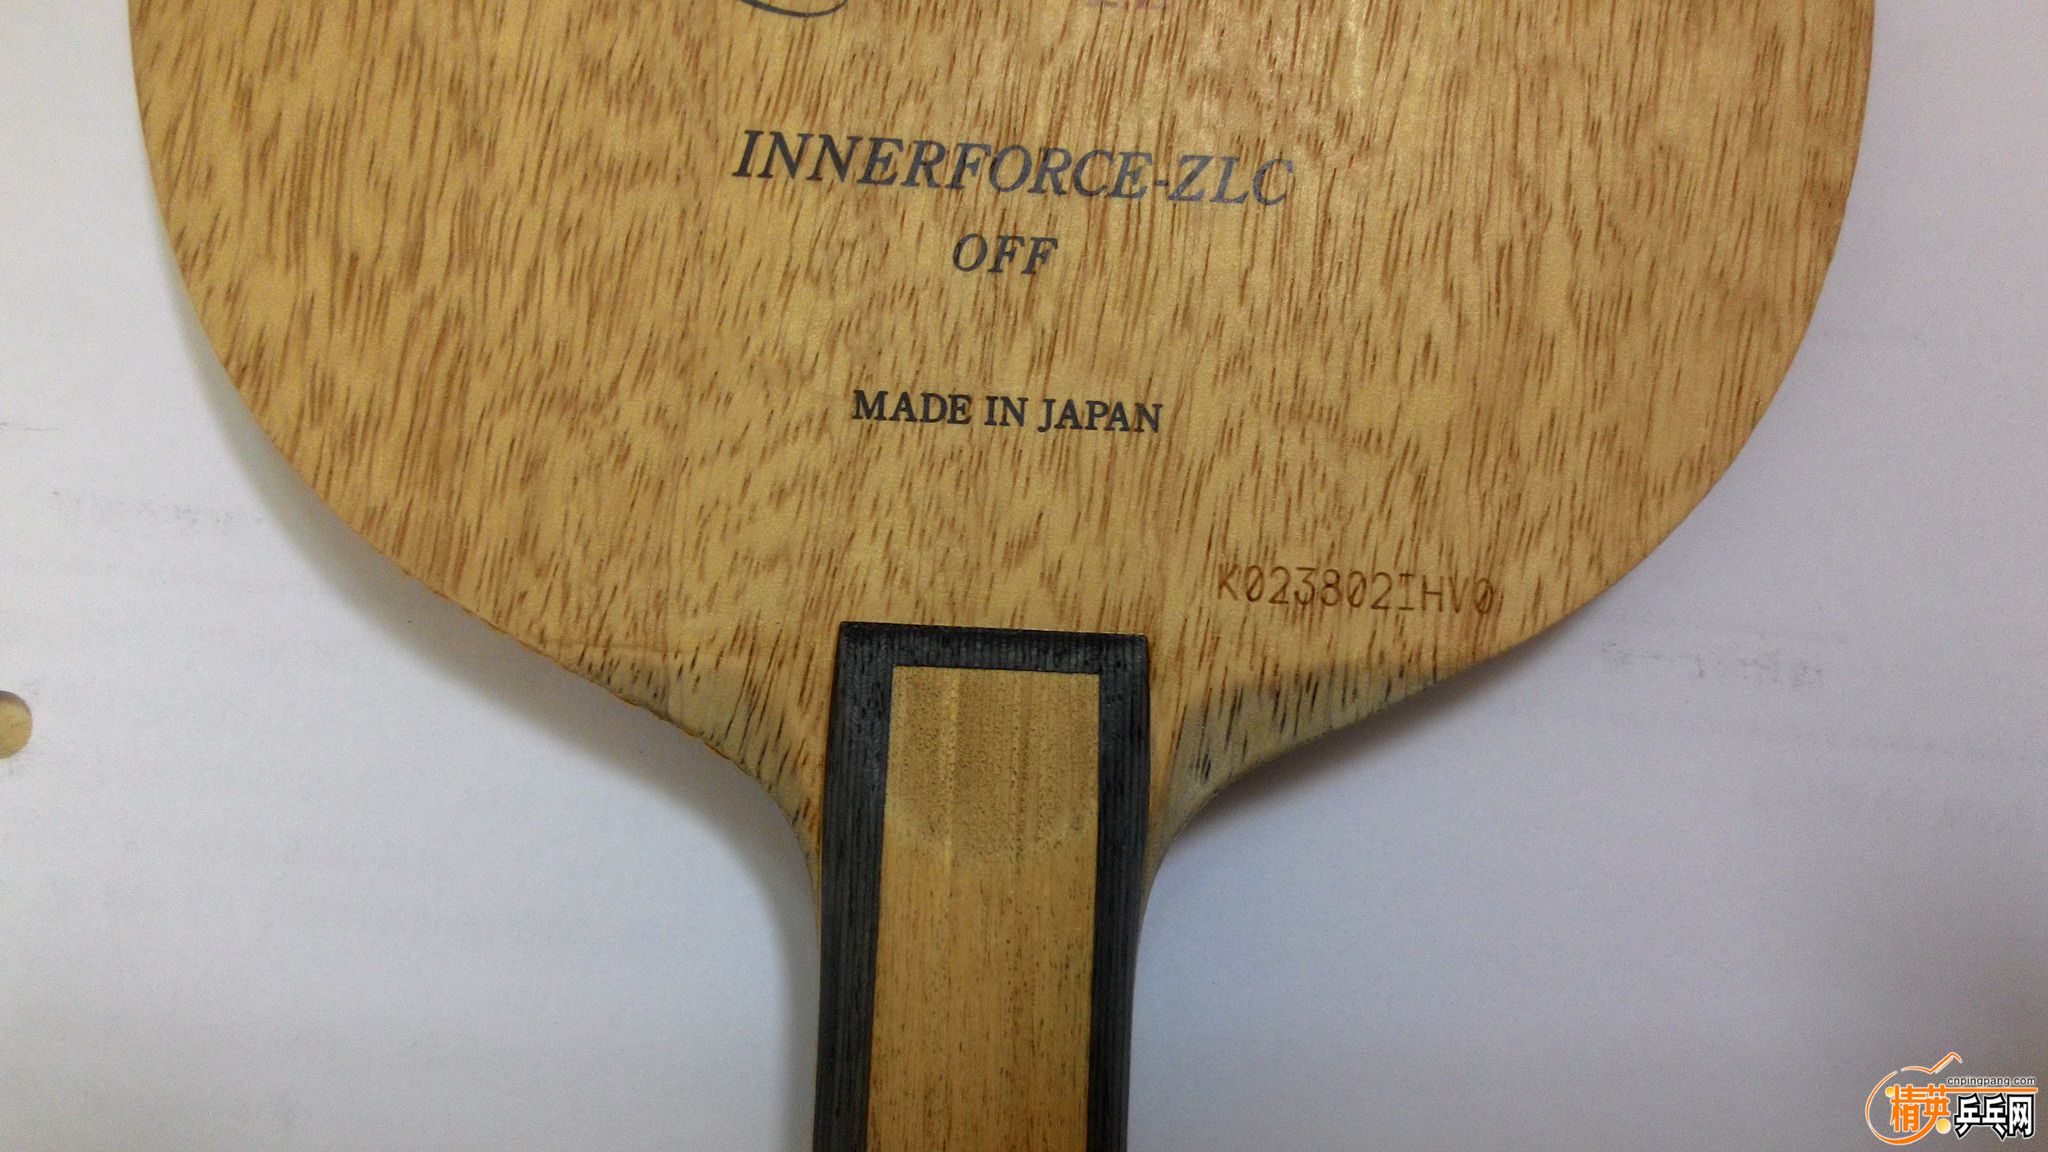 INNERFORCE-ZLC
OFF
MADE IN JAPAN
K023802IHV0
cnpingpang.com
精英乒乓网